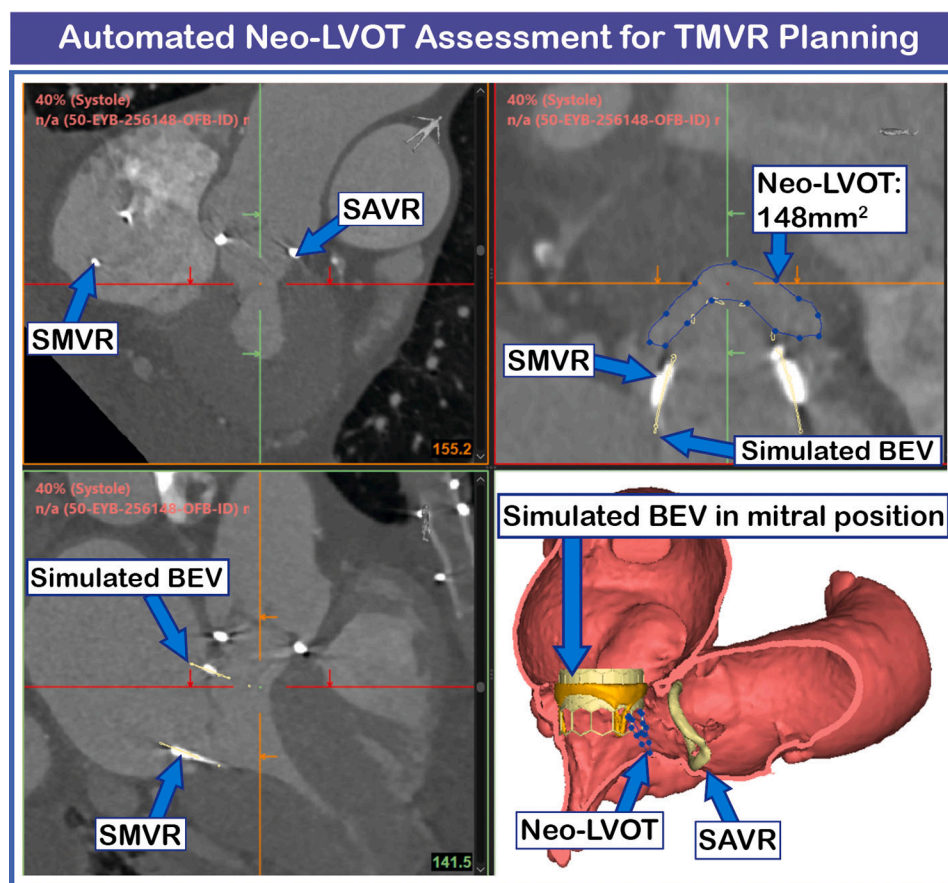 Automated Neo-LVOT Assessment for TMVR Planning
40% (Systole)
n/a (50-EYB-256148-OFB-ID) r
SAVR
SMVR
155.2
40% (Systole)
n/a (50-EYB-256148-OFB-ID) r
Neo-LVOT:
148mm²
SMVR
Simulated BEV
40% (Systole)
n/a (50-EYB-256148-OFB-ID) r
Simulated BEV
SMVR
141.5
Simulated BEV in mitral position
Neo-LVOT
SAVR